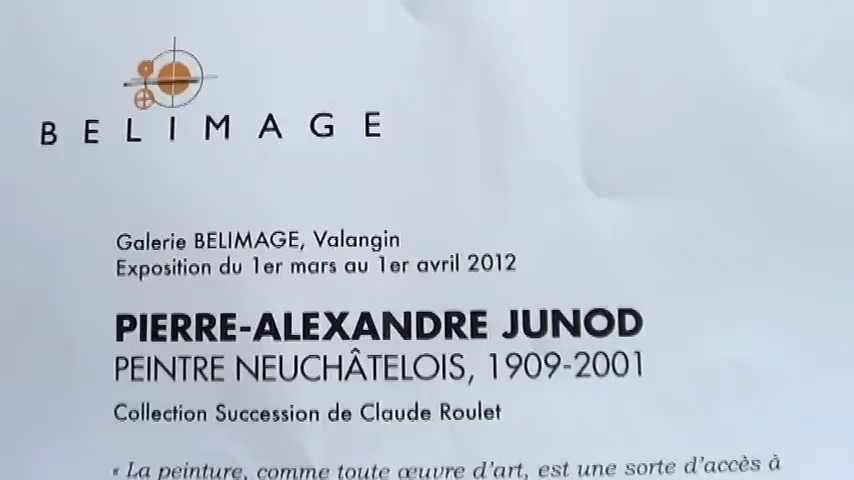 BELIMAGE
Galerie BELIMAGE, Valangin
Exposition du 1er mars au 1er avril 2012
PIERRE-ALEXANDRE JUNOD
PEINTRE NEUCHÂTELOIS, 1909-2001
Collection Succession de Claude Roulet
« La peinture, comme toute œuvre d'art, est une sorte d'accès à